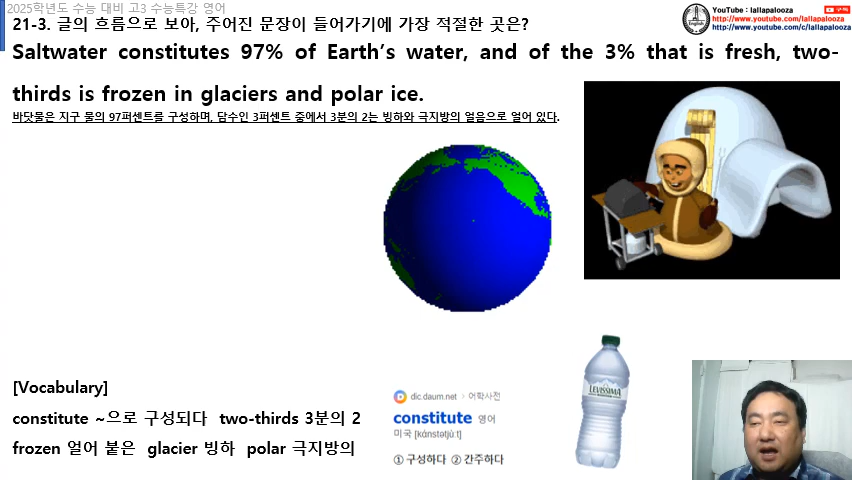 2025학년도 수능 대비 고3 수능특강 영어
21-3. 글의 흐름으로 보아, 주어진 문장이 들어가기에 가장 적절한 곳은?
YouTube : lallapalooza
구독
http://www.youtube.com/lallapalooza
http://www.youtube.com/c/lallapalooza
English
Saltwater constitutes 97% of Earth's water, and of the 3% that is fresh, two-
thirds is frozen in glaciers and polar ice.
바닷물은 지구 물의 97퍼센트를 구성하며, 담수인 3퍼센트 중에서 3분의 2는 빙하와 극지방의 얼음으로 얼어 있다.
LEVISSIMA
[Vocabulary]
constitute ~으로 구성되다 two-thirds 3분의 2
frozen 얼어 붙은 glacier 빙하 polar 극지방의
dic.daum.net › 어학사전
constitute 영어
미국 [kánstətjùːt]
① 구성하다 ② 간주하다